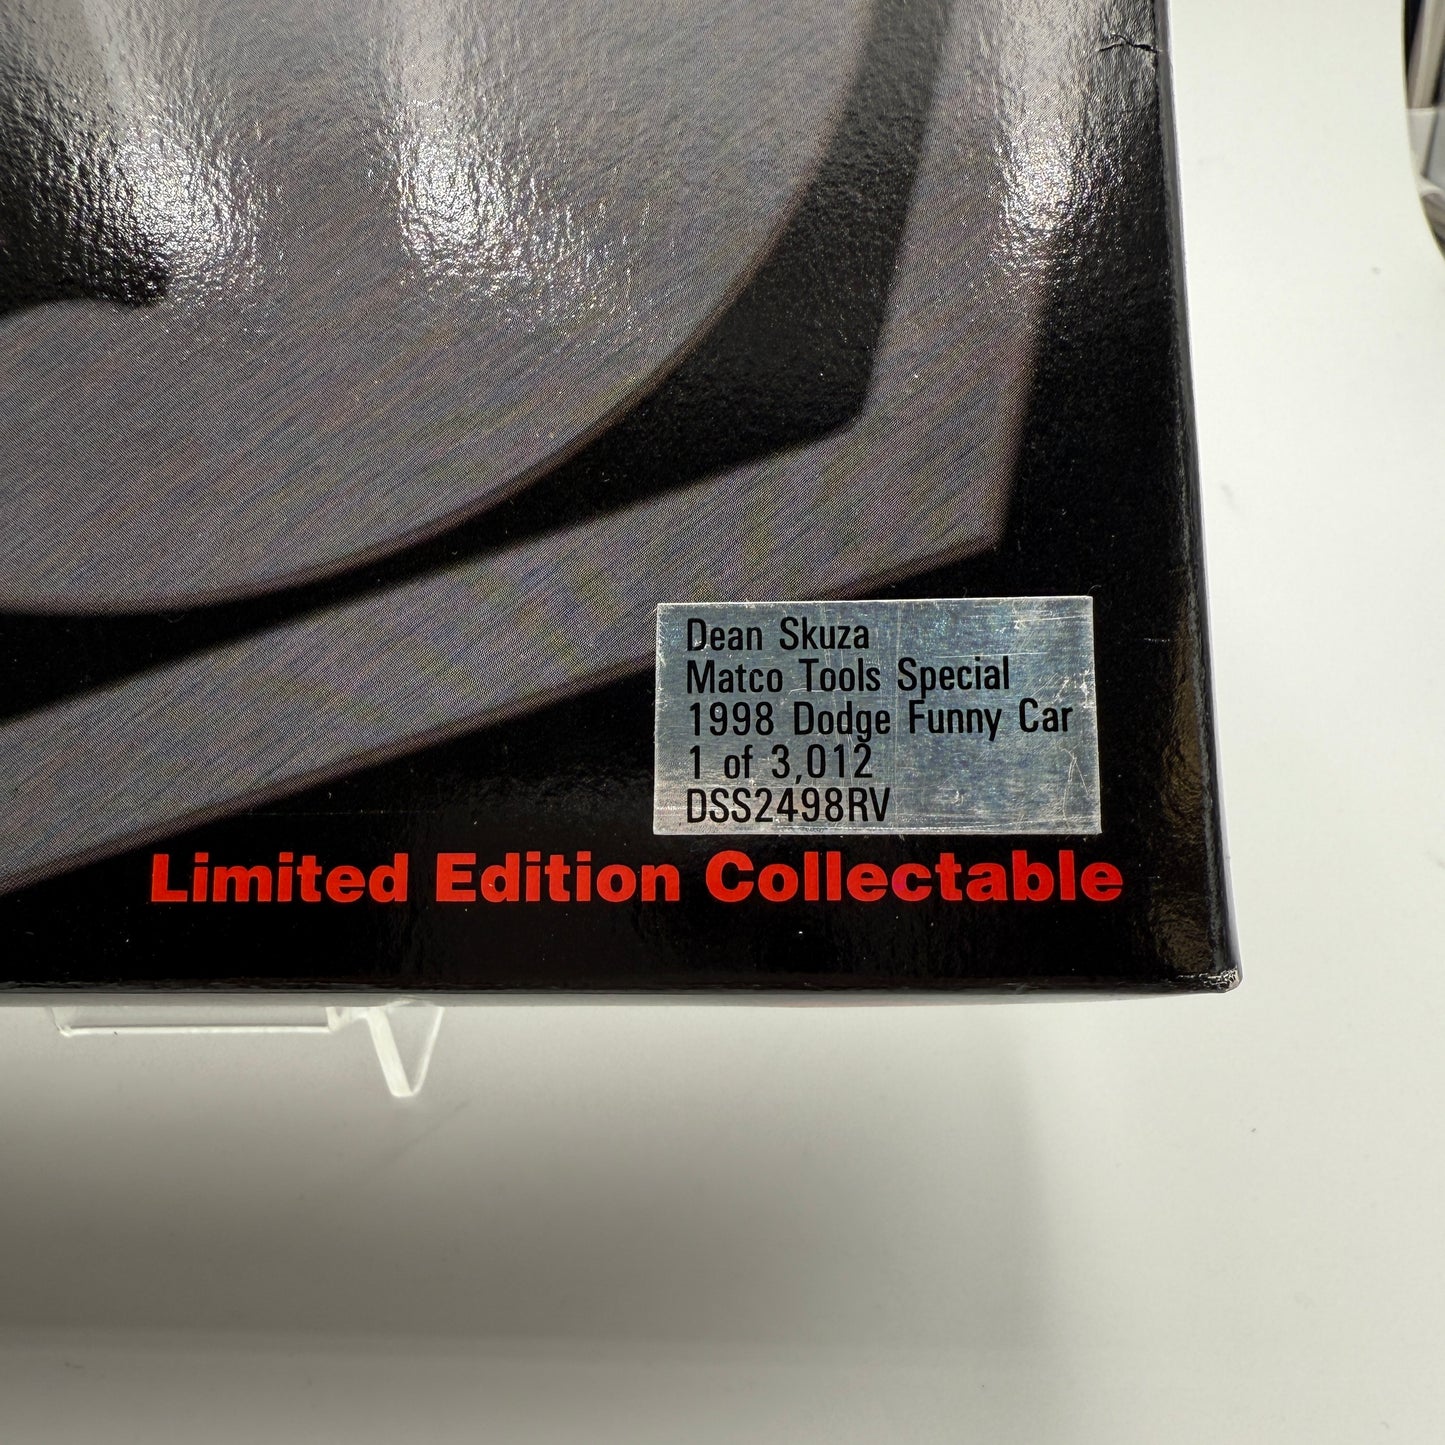 Dean Skuza
Matco Tools Special
1998 Dodge Funny Car
1 of 3,012
DSS2498RV
Limited Edition Collectable